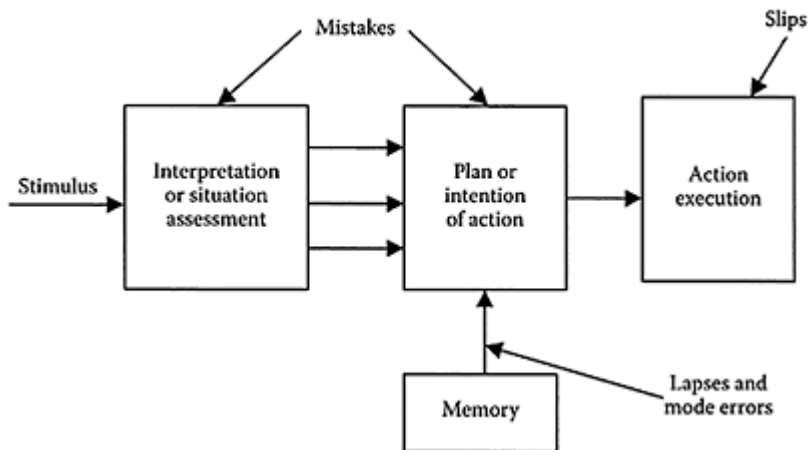 Mistakes
Slips
Stimulus
Interpretation
or situation
assessment
Plan or
intention
of action
Action
execution
Memory
Lapses and
mode errors